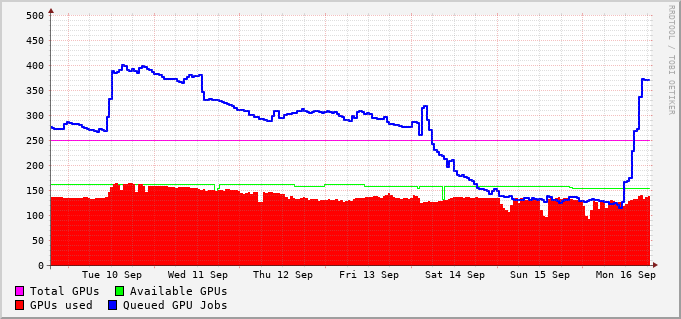 500
450
400
350
300
250
200
150
100
50
0
Tue 10 Sep Wed 11 Sep Thu 12 Sep Fri 13 Sep Sat 14 Sep Sun 15 Sep Mon 16 Sep
Total GPUs Available GPUs
GPUs used Queued GPU Jobs
RRDTOOL / TOBI OETIKER